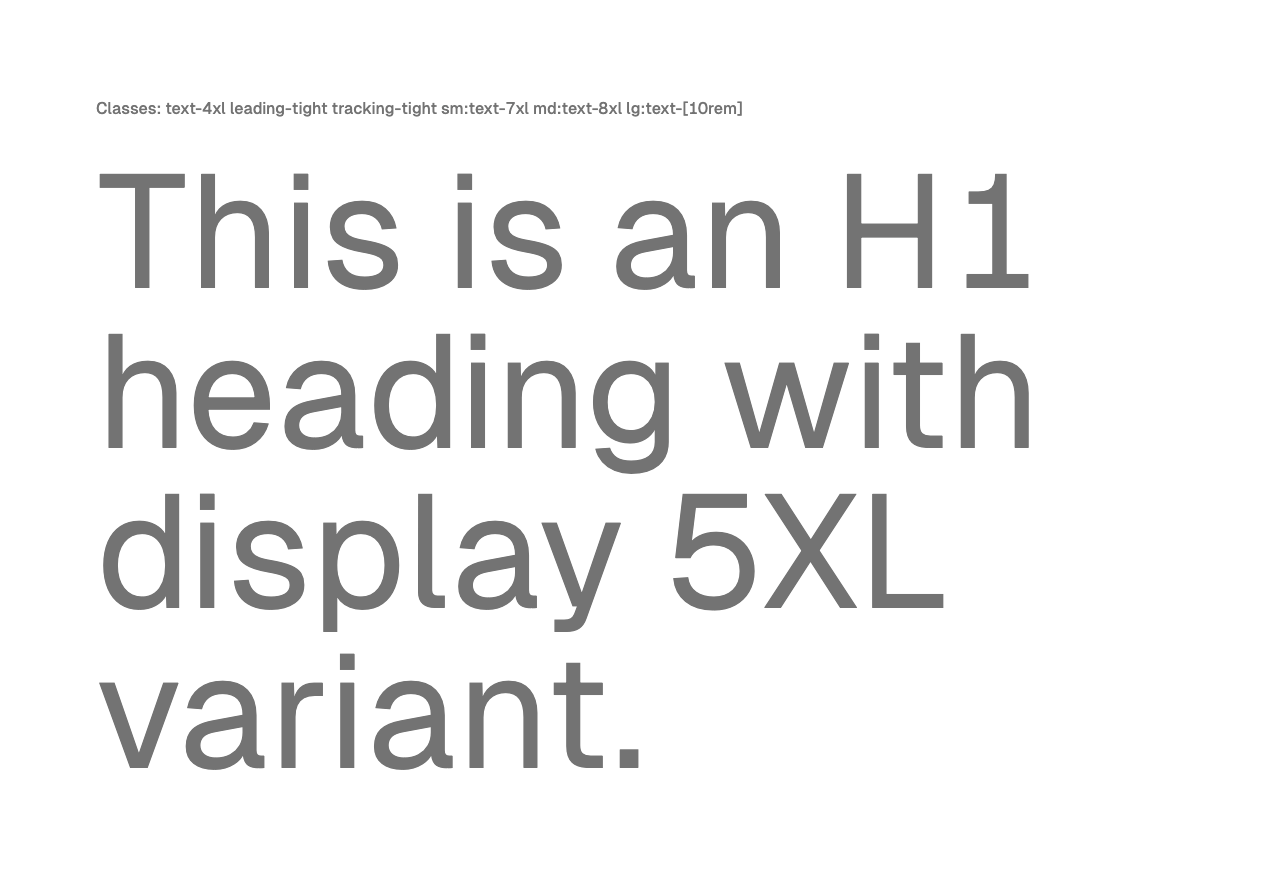 Classes: text-4xl leading-tight tracking-tight sm:text-7xl md:text-8xl lg:text-[10rem]
This is an H1
heading with
display 5XL
variant.